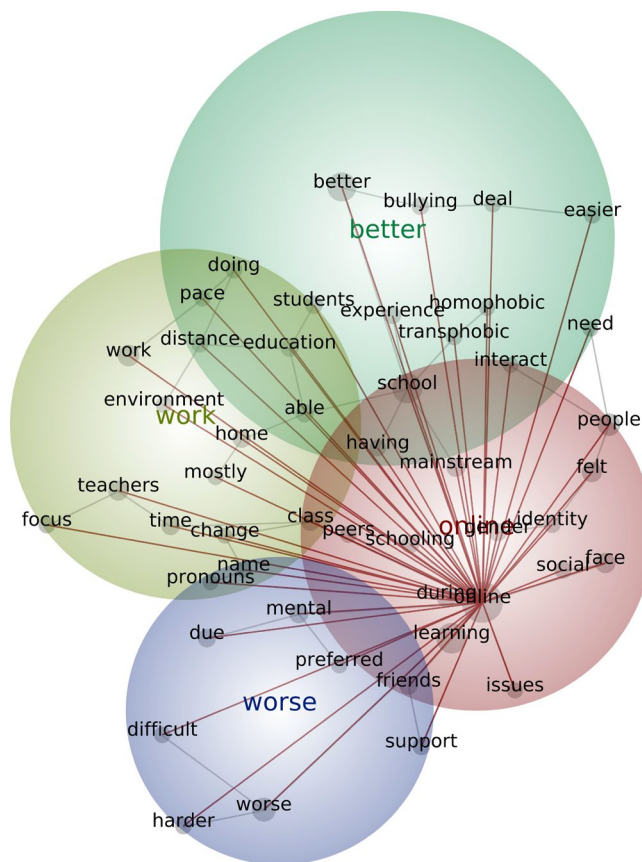 better
bullying
deal
easier
better
doing
pace
students
experience
homophobic
transphobic
need
work
distance
education
interact
environment
work
school
able
people
home
having
mainstream
mostly
felt
teachers
focus
time
change
class
peers
schooling
online
gender
identity
name
pronouns
during
online
social
face
mental
due
learning
preferred
friends
issues
worse
difficult
support
worse
harder